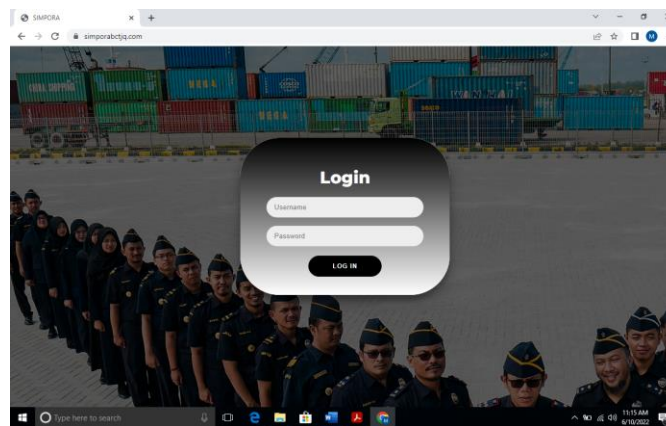 SIMPORA
simporabctjq.com
Login
Username
Password
LOG IN
Type here to search
11:15 AM
6/10/2022